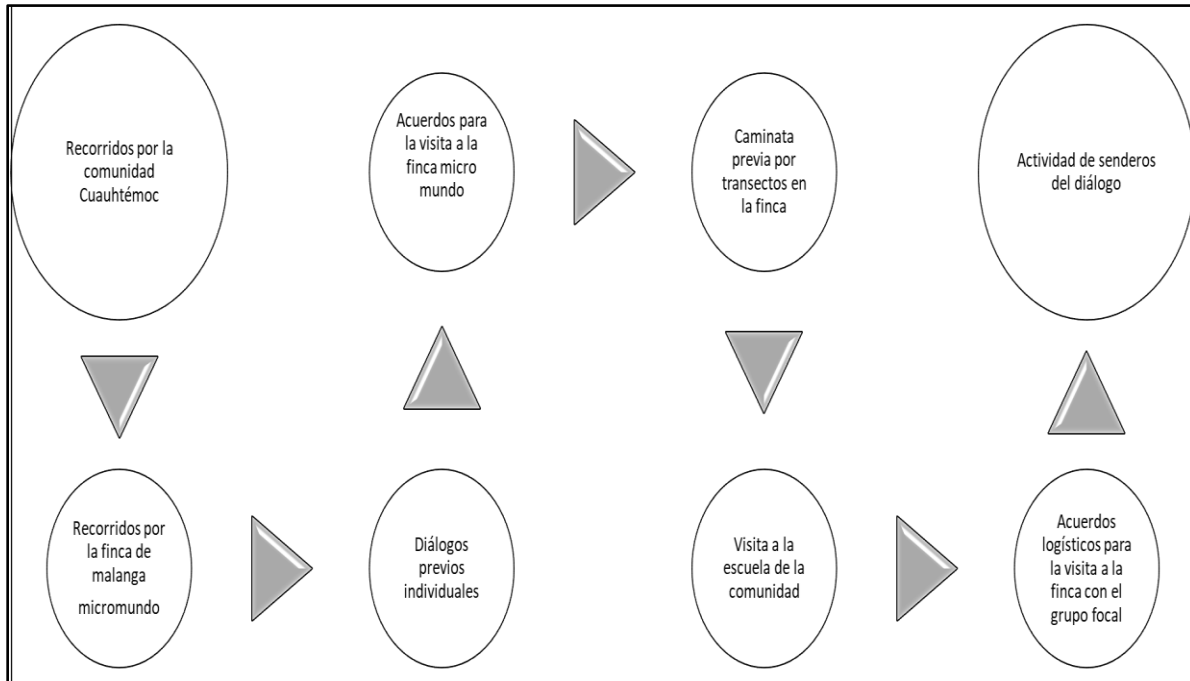 Recorridos por la
comunidad
Cuauhtémoc
Acuerdos para
la visita a la
finca micro
mundo
Caminata
previa por
transectos en
la finca
Actividad de senderos
del diálogo
Recorridos por
la finca de
malanga
micromundo
Diálogos
previos
individuales
Visita a la
escuela de la
comunidad
Acuerdos
logísticos para
la visita a la
finca con el
grupo focal